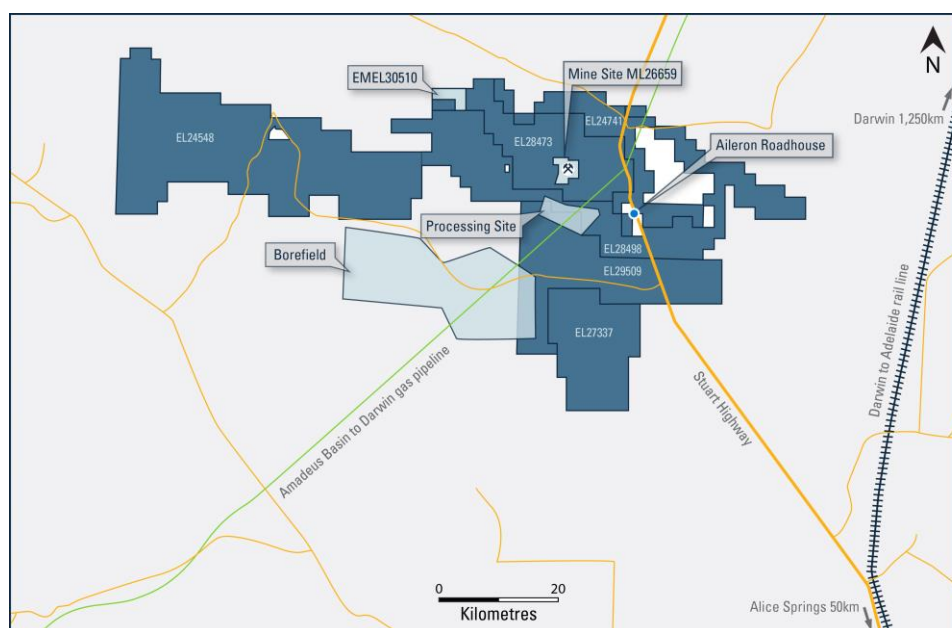 N
EMEL30510
Mine Site ML26659
Darwin 1,250km
EL24548
EL28473
EL24741
Aileron Roadhouse
Processing Site
Borefield
EL28498
EL29509
EL27337
Amadeus Basin to Darwin gas pipeline
Stuart Highway
Darwin to Adelaide rail line
0
20
Kilometres
Alice Springs 50km